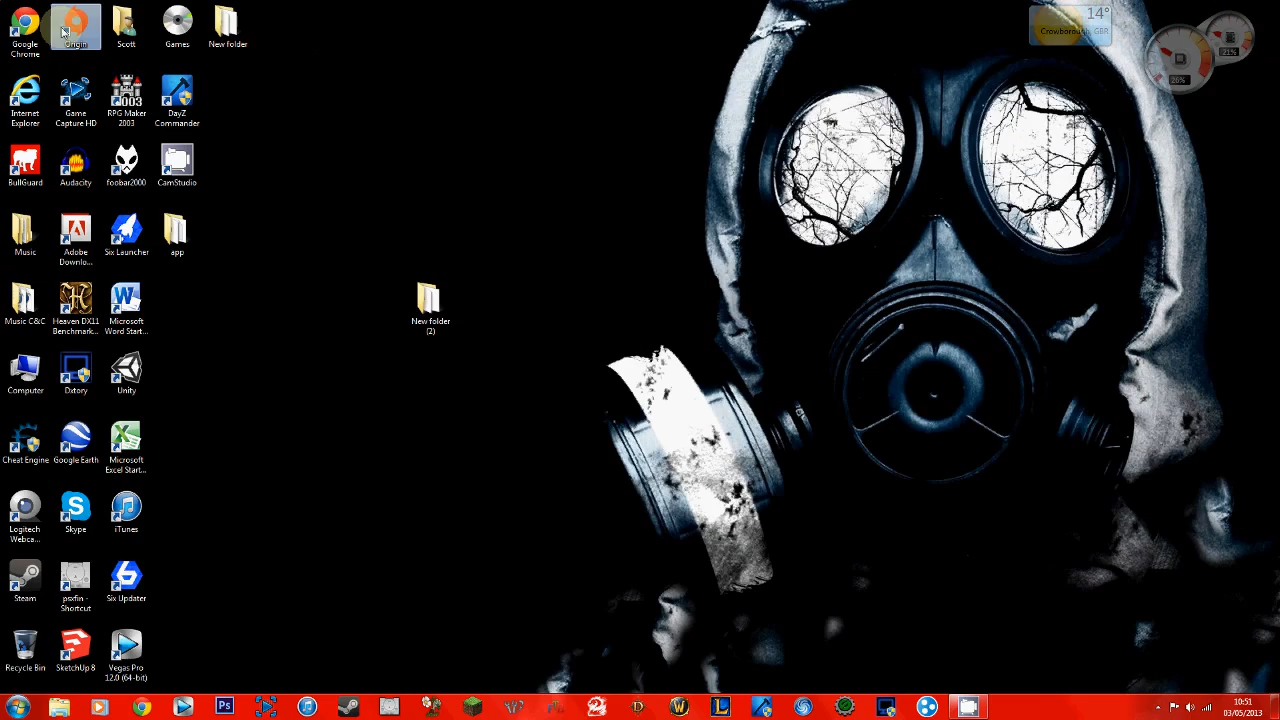 Google
Chrome
Origin
Scott
Games
New folder
Internet
Explorer
Game
Capture HD
RPG Maker
2003
DayZ
Commander
BullGuard
Audacity
foobar2000
CamStudio
Music
Adobe
Downlo...
Six Launcher
app
Music C&C
Heaven DX11
Benchmark...
Microsoft
Word Start...
New folder
(2)
Computer
Dxtory
Unity
Cheat Engine
Google Earth
Microsoft
Excel Start...
Logitech
Webca...
Skype
iTunes
Steam
psxfin -
Shortcut
Six Updater
Recycle Bin
SketchUp 8
Vegas Pro
12.0 (64-bit)
14°
Crowborough, GBR
21%
26%
Ps
10:51
03/05/2013